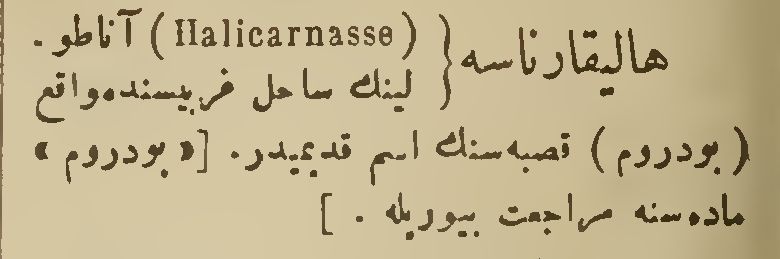 هاليقارناسه { (Halicarnasse) آناطو.
لينك ساحل غربيسنده واقع
(بودروم) قصبه‌سنك اسم قديميدر. [«بودروم»
ماده‌سنه مراجعت بيوريله. ]